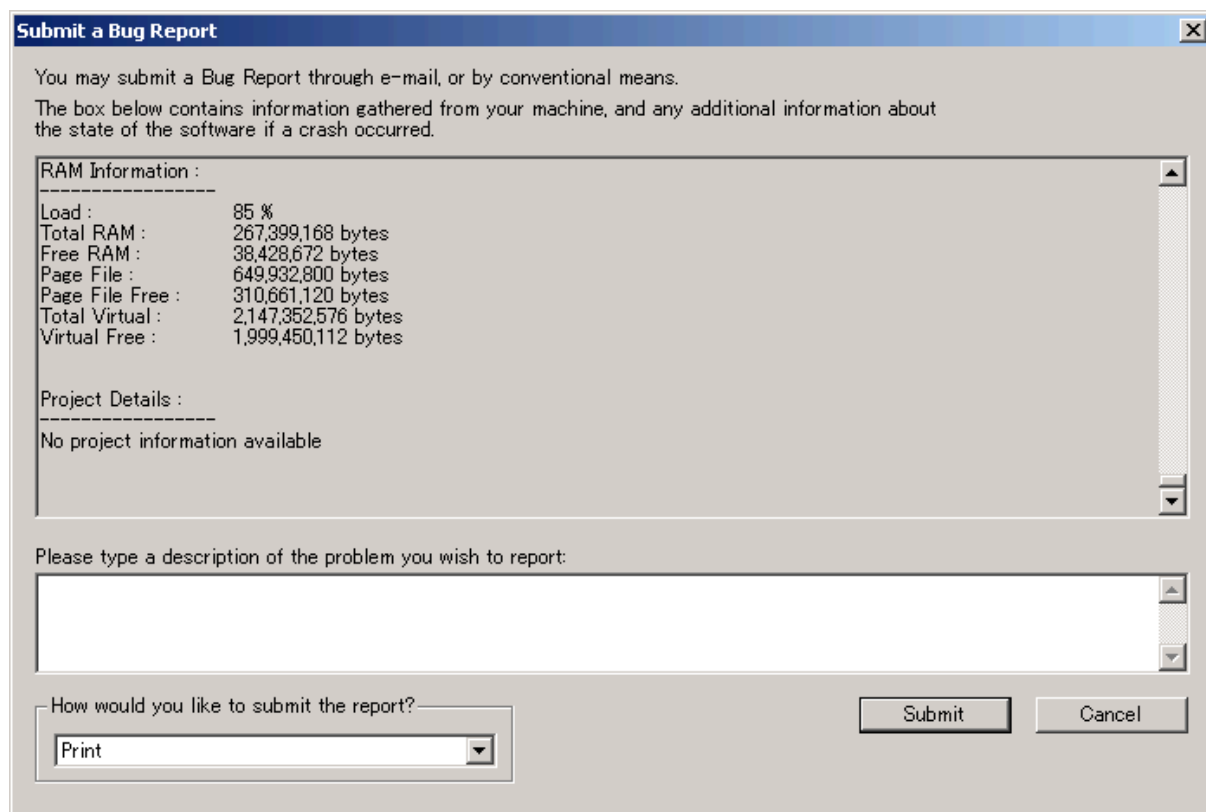 Submit a Bug Report
You may submit a Bug Report through e-mail, or by conventional means.
The box below contains information gathered from your machine, and any additional information about
the state of the software if a crash occurred.
RAM Information :
-----------------
Load : 85 %
Total RAM : 267,399,168 bytes
Free RAM : 38,428,672 bytes
Page File : 649,932,800 bytes
Page File Free : 310,661,120 bytes
Total Virtual : 2,147,352,576 bytes
Virtual Free : 1,999,450,112 bytes
Project Details :
-----------------
No project information available
Please type a description of the problem you wish to report:
How would you like to submit the report?
Print
Submit
Cancel